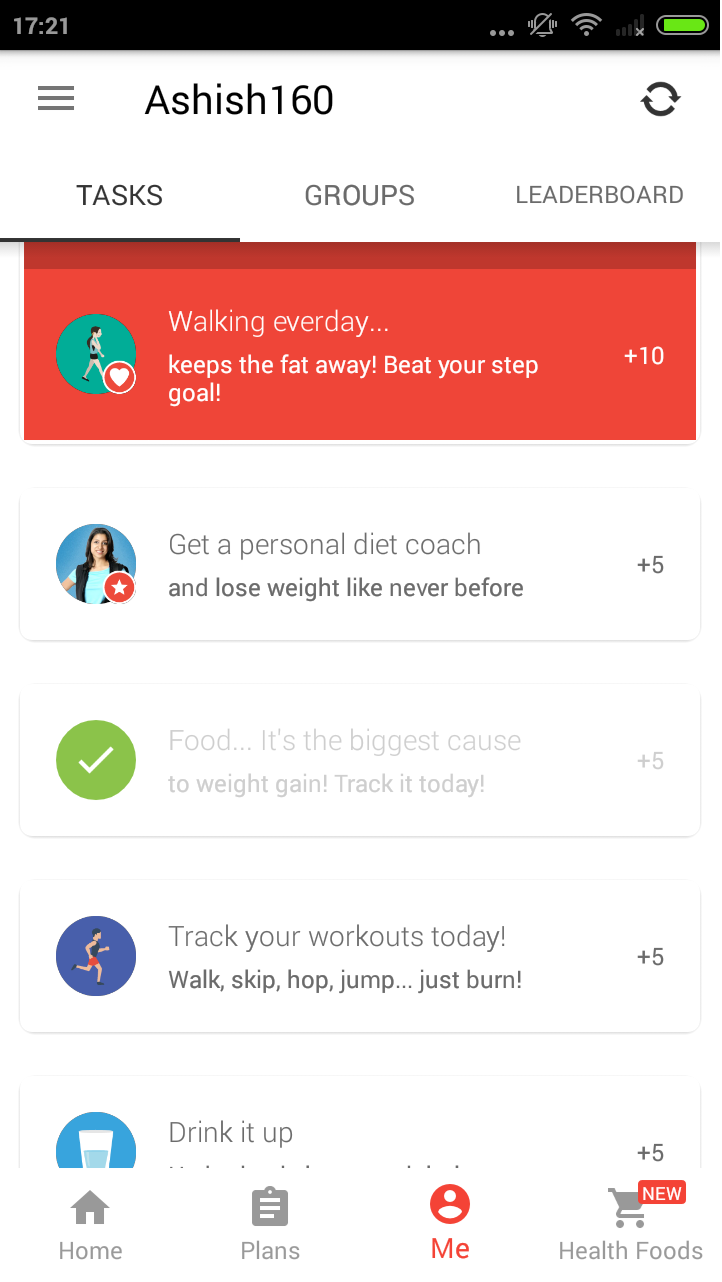 17:21
Ashish160
TASKS
GROUPS
LEADERBOARD
Walking everday...
keeps the fat away! Beat your step
goal!
+10
Get a personal diet coach
and lose weight like never before
+5
Food... It's the biggest cause
to weight gain! Track it today!
+5
Track your workouts today!
Walk, skip, hop, jump... just burn!
+5
Drink it up
+5
Home
Plans
Me
NEW
Health Foods